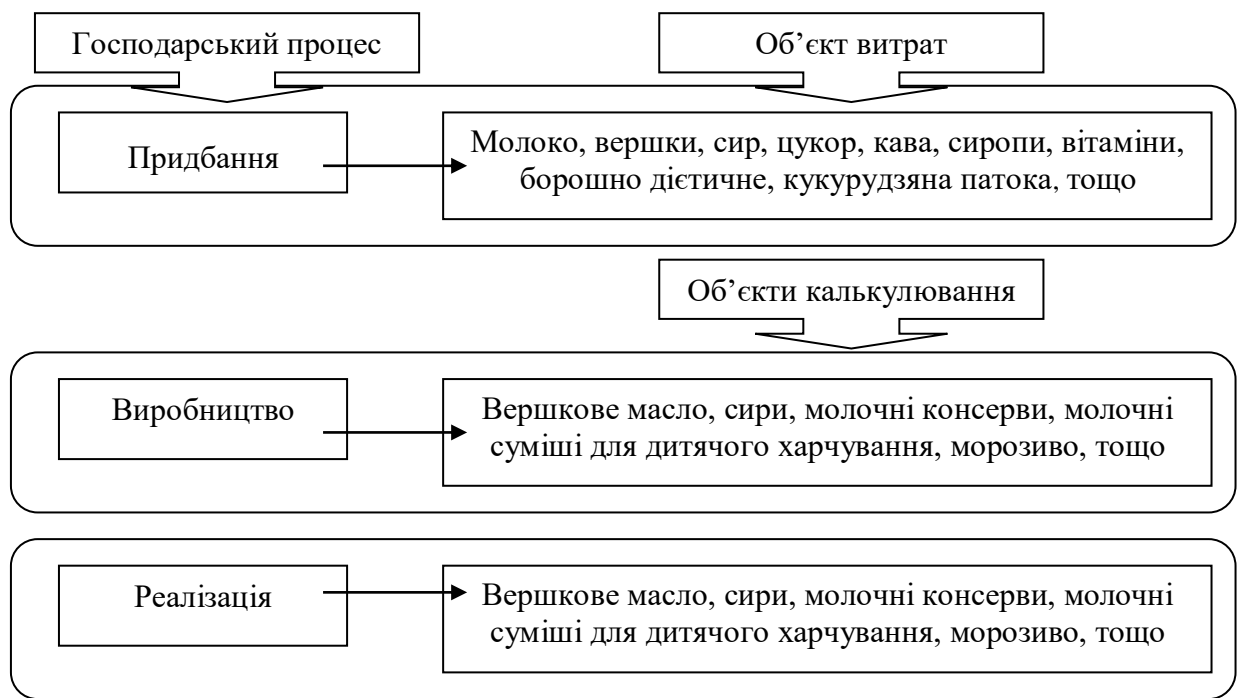 Господарський процес
Об’єкт витрат
Придбання
Молоко, вершки, сир, цукор, кава, сиропи, вітаміни,
борошно дієтичне, кукурудзяна патока, тощо
Об’єкти калькулювання
Виробництво
Вершкове масло, сири, молочні консерви, молочні
суміші для дитячого харчування, морозиво, тощо
Реалізація
Вершкове масло, сири, молочні консерви, молочні
суміші для дитячого харчування, морозиво, тощо